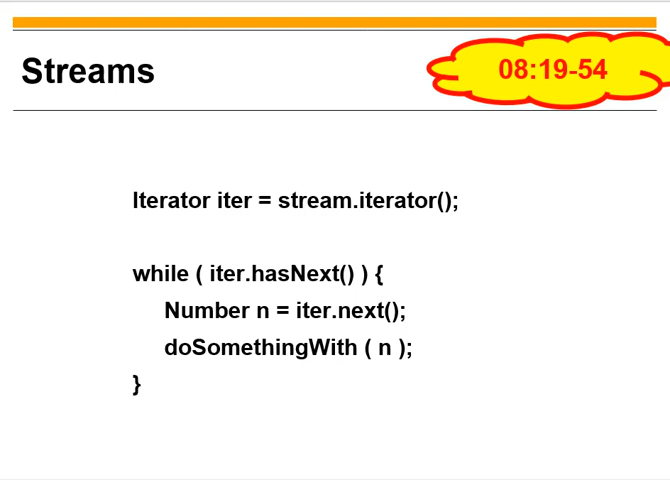 Streams
08:19-54
Iterator iter = stream.iterator();
while ( iter.hasNext() ) {
Number n = iter.next();
doSomethingWith ( n );
}